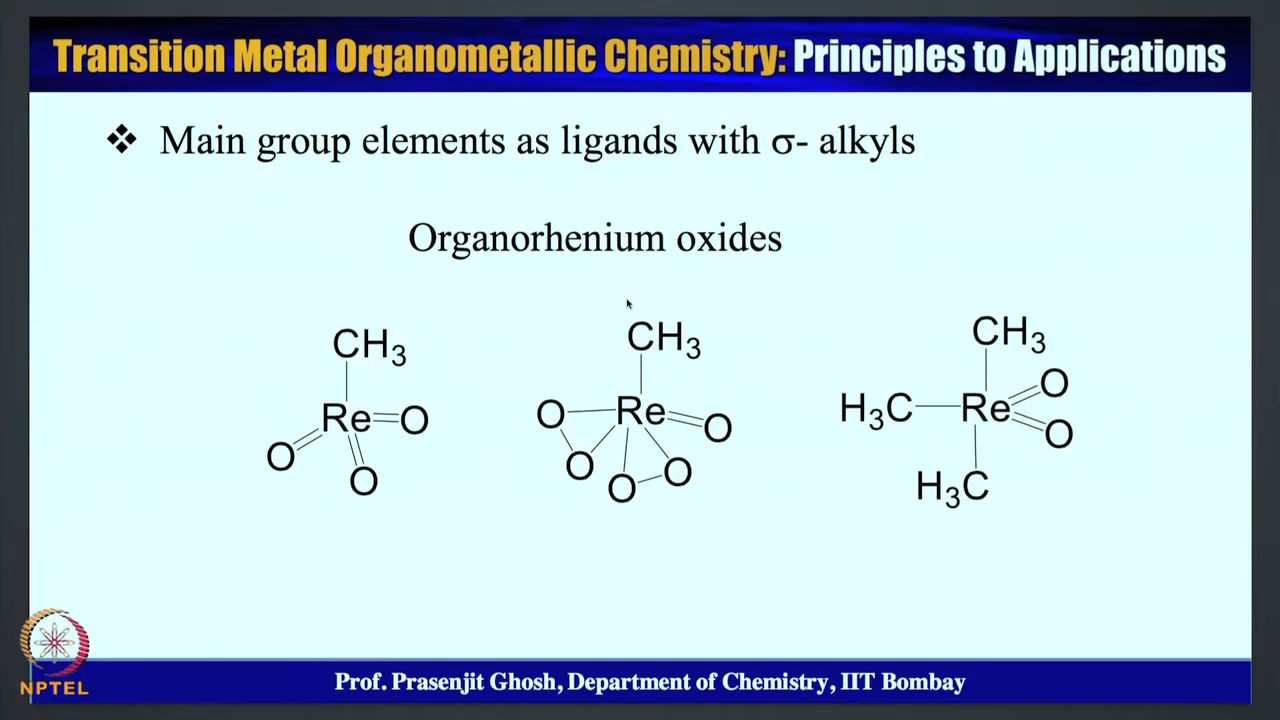 Transition Metal Organometallic Chemistry: Principles to Applications
❖ Main group elements as ligands with σ- alkyls
Organorhenium oxides
CH3 CH3 CH3
Re O O Re O H3C Re O
O O O O O O
H3C
NPTEL
Prof. Prasenjit Ghosh, Department of Chemistry, IIT Bombay